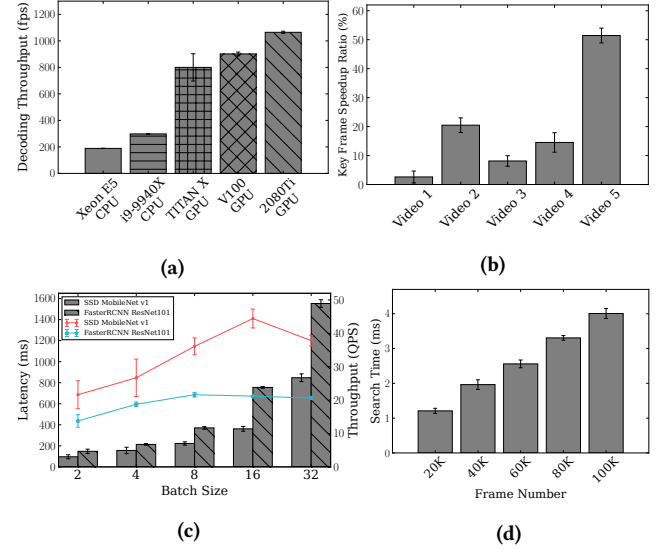 Decoding Throughput (fps)
1200
1000
800
600
400
200
0
Xeon E5
CPU
i9-9940X
CPU
TITAN X
GPU
V100
GPU
2080Ti
GPU
(a)
Key Frame Speedup Ratio (%)
60
50
40
30
20
10
0
Video 1
Video 2
Video 3
Video 4
Video 5
(b)
Latency (ms)
1600
1400
1200
1000
800
600
400
200
0
SSD MobileNet v1
FasterRCNN ResNet101
SSD MobileNet v1
FasterRCNN ResNet101
50
40
30
20
10
0
Throughput (QPS)
2 4 8 16 32
Batch Size
(c)
Search Time (ms)
4
3
2
1
0
20K
40K
60K
80K
100K
Frame Number
(d)